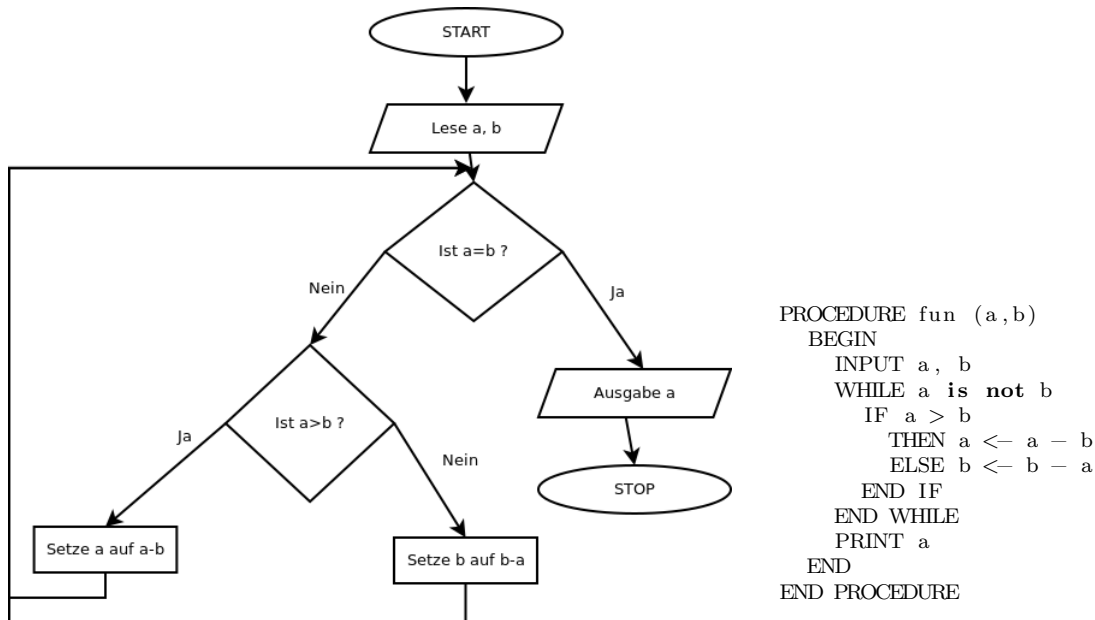 START
Lese a, b
Ist a=b ?
Nein
Ja
Ausgabe a
Ist a>b ?
Ja
Nein
STOP
Setze a auf a-b
Setze b auf b-a
PROCEDURE fun (a,b)
BEGIN
INPUT a, b
WHILE a is not b
IF a > b
THEN a <- a - b
ELSE b <- b - a
END IF
END WHILE
PRINT a
END
END PROCEDURE